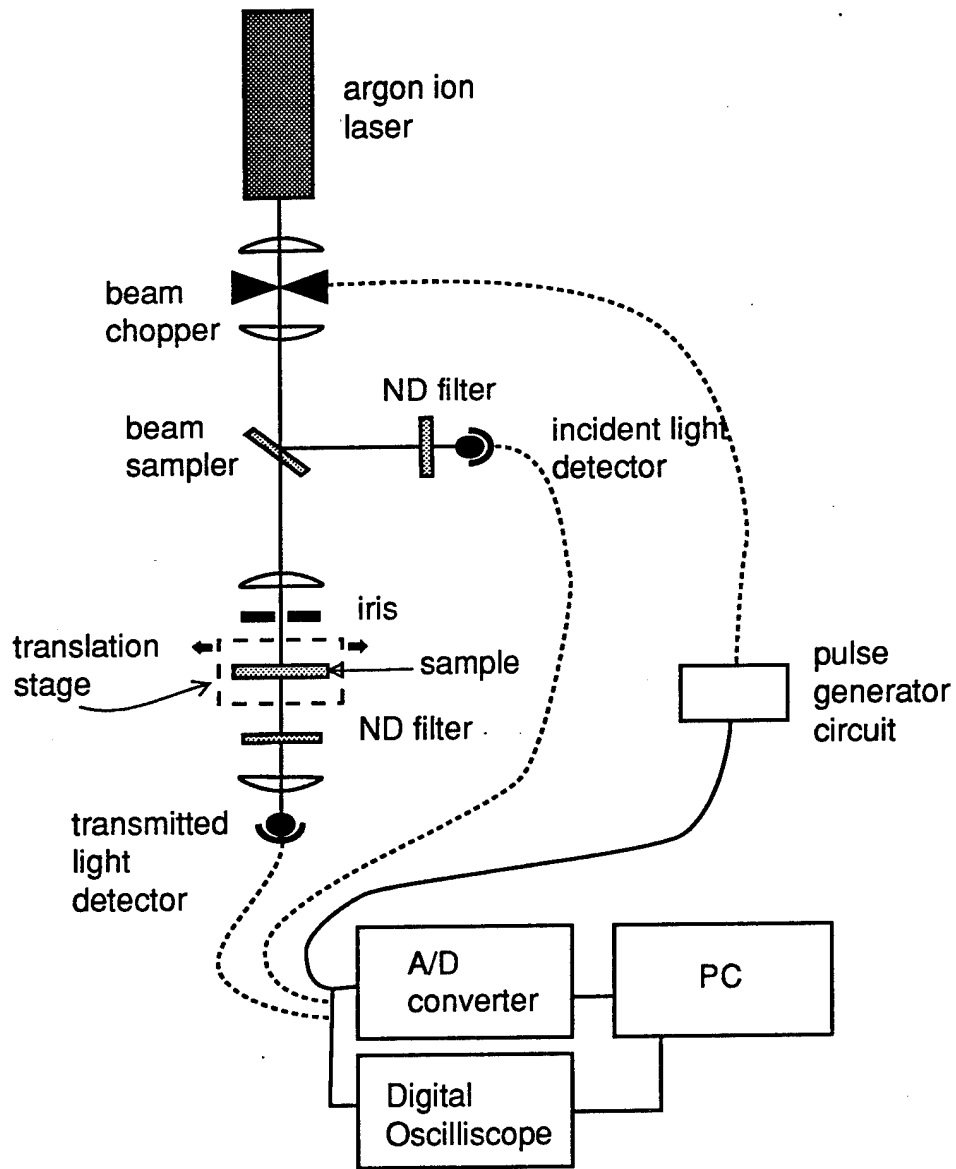 argon ion
laser
beam
chopper
ND filter
beam
sampler
incident light
detector
iris
translation
stage
sample
pulse
generator
circuit
ND filter
transmitted
light
detector
A/D
converter
PC
Digital
Oscilliscope